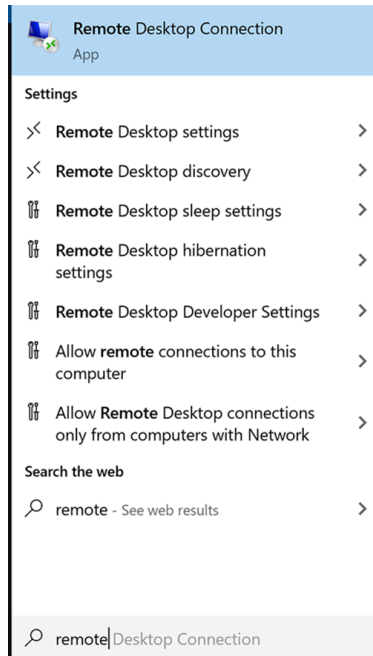 Remote Desktop Connection
App
Settings
Remote Desktop settings
Remote Desktop discovery
Remote Desktop sleep settings
Remote Desktop hibernation
settings
Remote Desktop Developer Settings
Allow remote connections to this
computer
Allow Remote Desktop connections
only from computers with Network
Search the web
remote - See web results
remote Desktop Connection